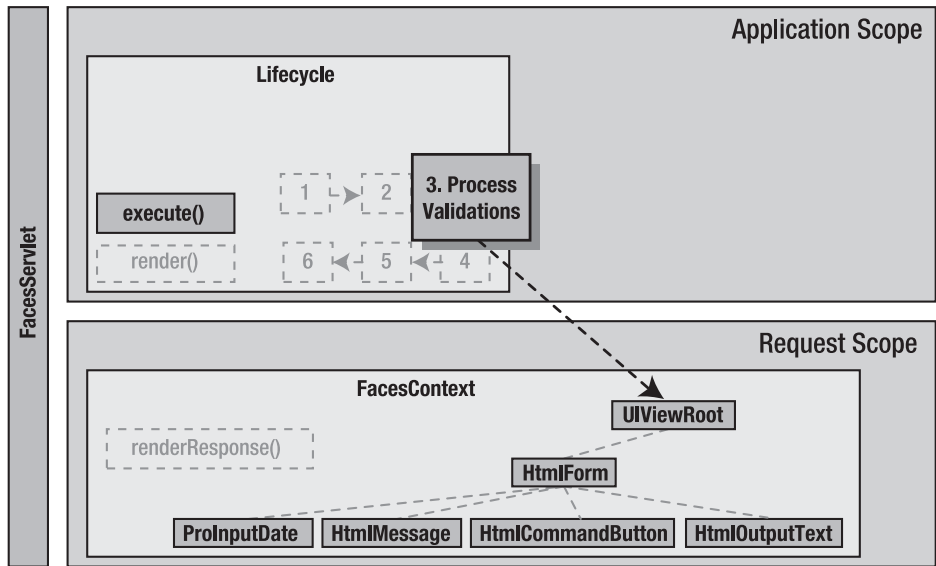 FacesServlet
Application Scope
Lifecycle
1
2
3. Process
Validations
execute()
render()
6
5
4
Request Scope
FacesContext
UIViewRoot
renderResponse()
HtmlForm
ProInputDate
HtmlMessage
HtmlCommandButton
HtmlOutputText